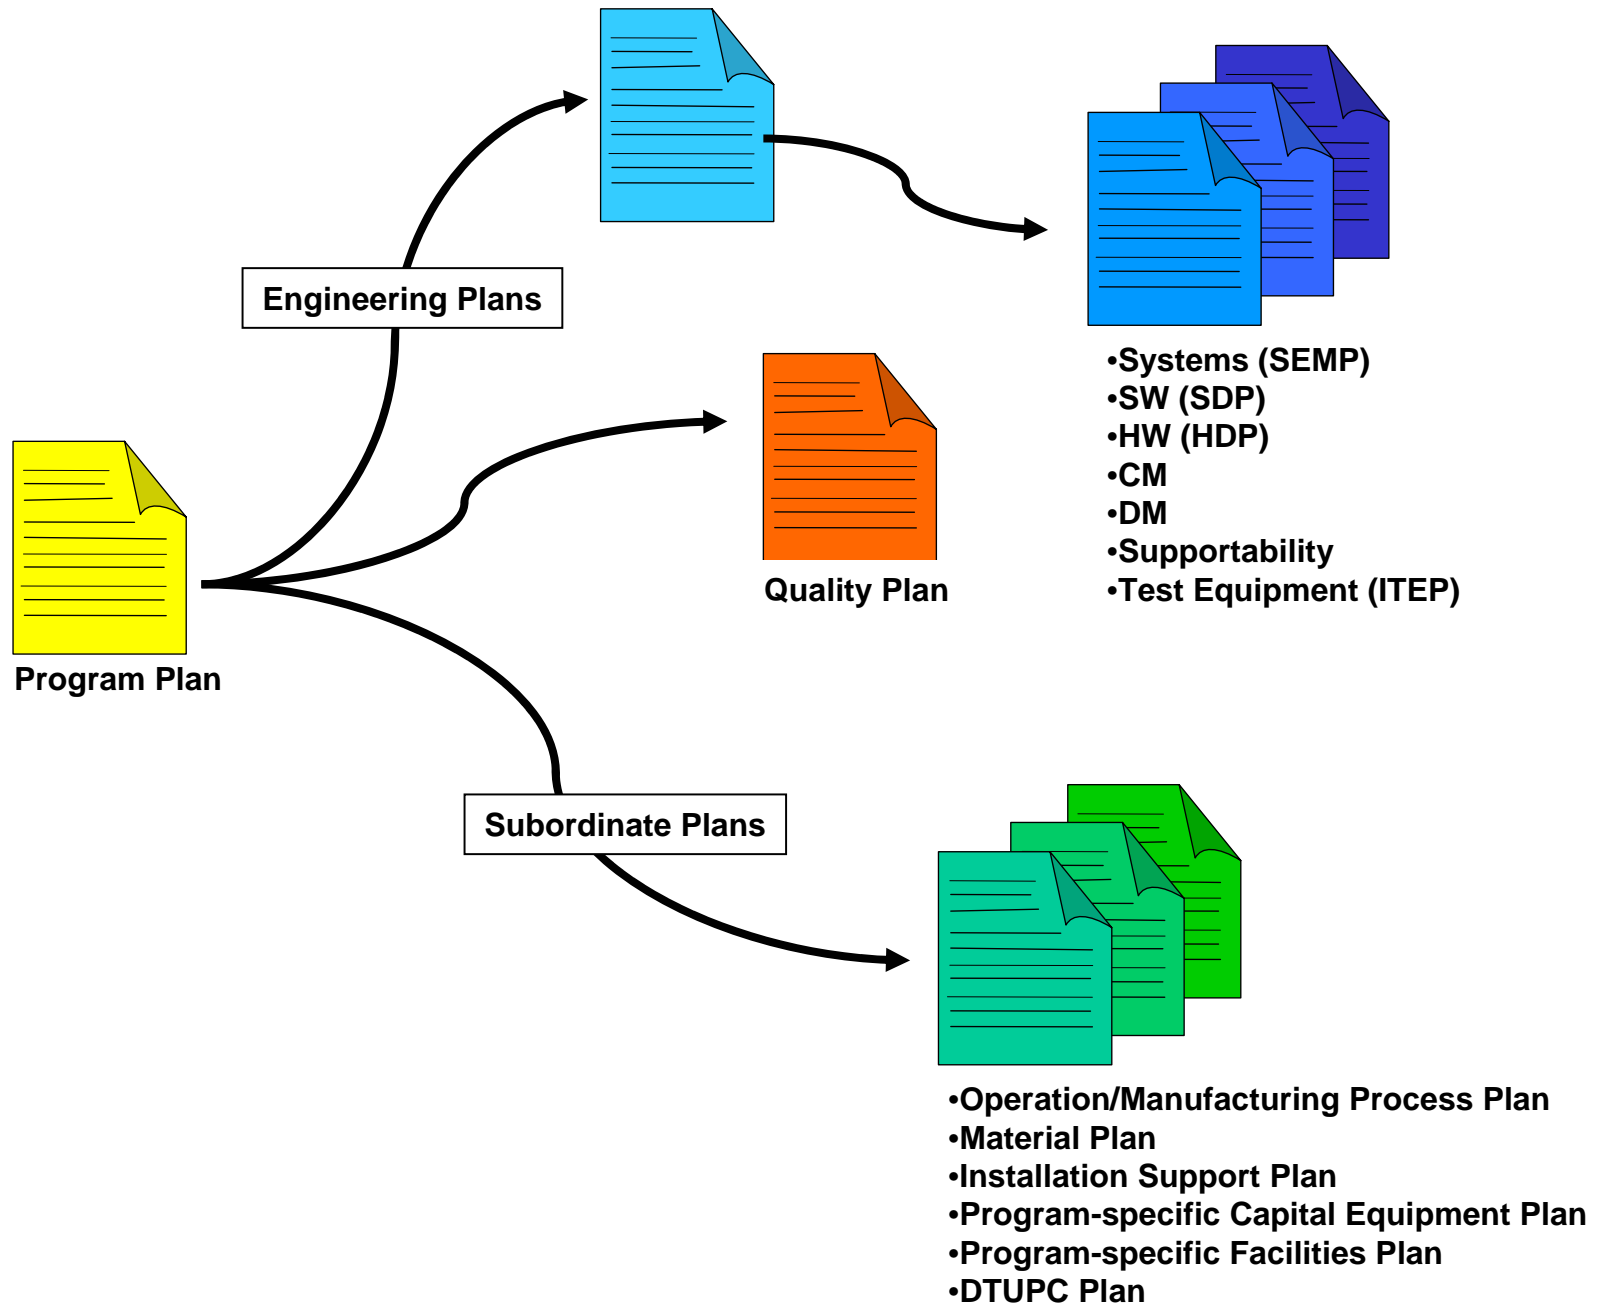 Engineering Plans
•Systems (SEMP)
•SW (SDP)
•HW (HDP)
•CM
•DM
•Supportability
•Test Equipment (ITEP)
Quality Plan
Program Plan
Subordinate Plans
•Operation/Manufacturing Process Plan
•Material Plan
•Installation Support Plan
•Program-specific Capital Equipment Plan
•Program-specific Facilities Plan
•DTUPC Plan